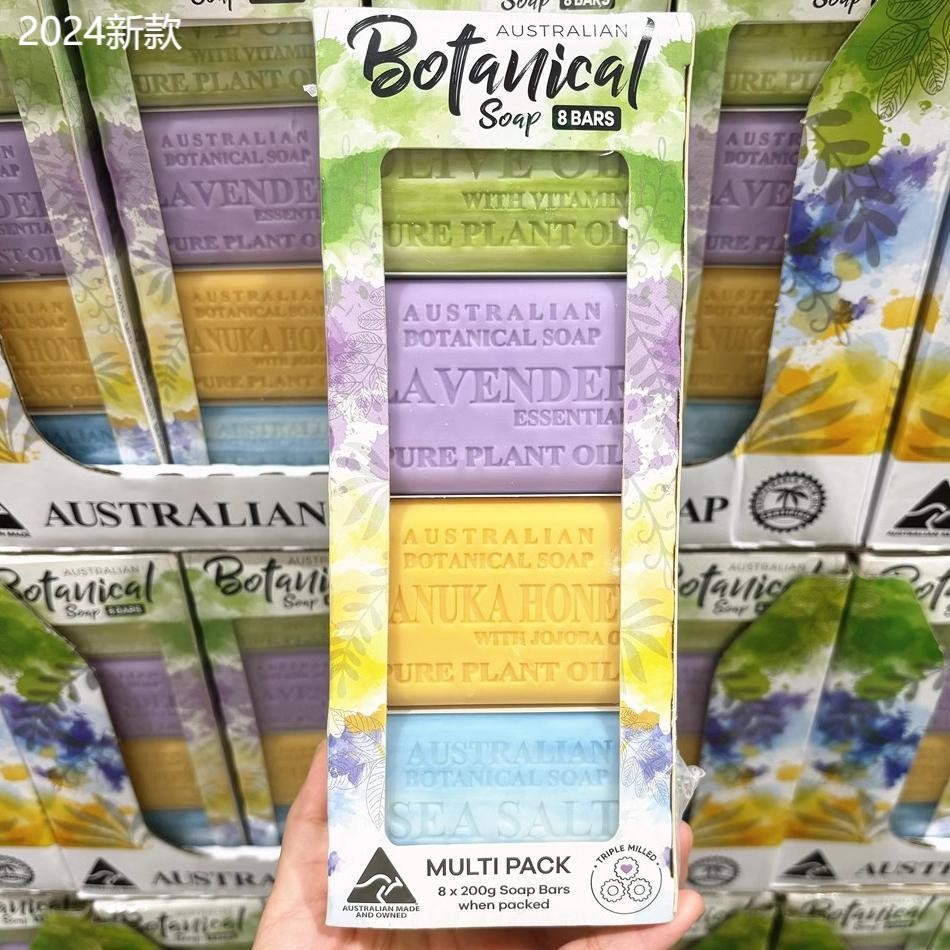 2024新款
AUSTRALIAN
Botanical
Soap 8 BARS
OLIVE OIL
WITH VITAMIN
PURE PLANT OIL
AUSTRALIAN
BOTANICAL SOAP
LAVENDER
ESSENTIAL
PURE PLANT OIL
AUSTRALIAN
BOTANICAL SOAP
MANUKA HONEY
WITH JOJOBA O
PURE PLANT OIL
AUSTRALIAN
BOTANICAL SOAP
SEA SALT
MULTI PACK
8 x 200g Soap Bars
when packed
AUSTRALIAN MADE
AND OWNED
TRIPLE MILLED
AUSTRALIAN
BOTANICAL SOAP
LAVENDER
ESSENTIAL
PURE PLANT OIL
AUSTRALIAN
BOTANICAL SOAP
MANUKA HONEY
PURE PLANT OIL
AUSTRALIAN
AUSTRALIAN
AUSTRALIAN
Botanical
Soap 8 BARS